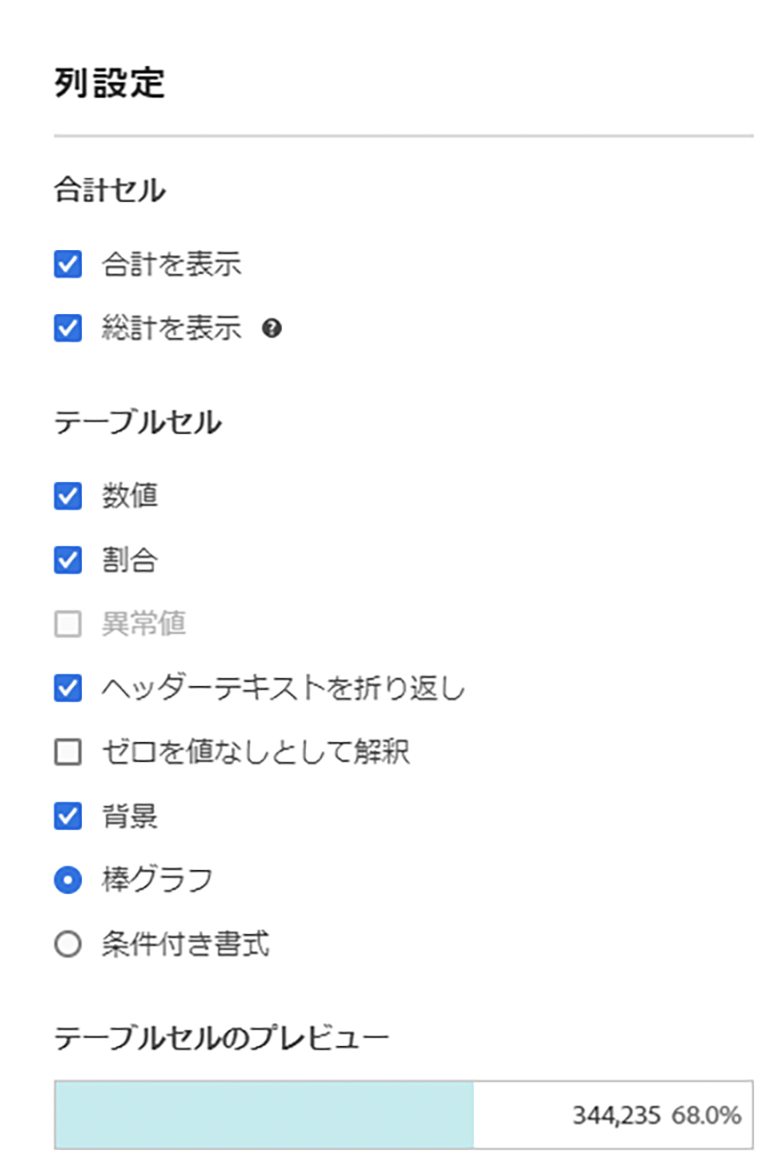 列設定
合計セル
合計を表示
総計を表示 ?
テーブルセル
数値
割合
異常値
ヘッダーテキストを折り返し
ゼロを値なしとして解釈
背景
棒グラフ
条件付き書式
テーブルセルのプレビュー
344,235 68.0%